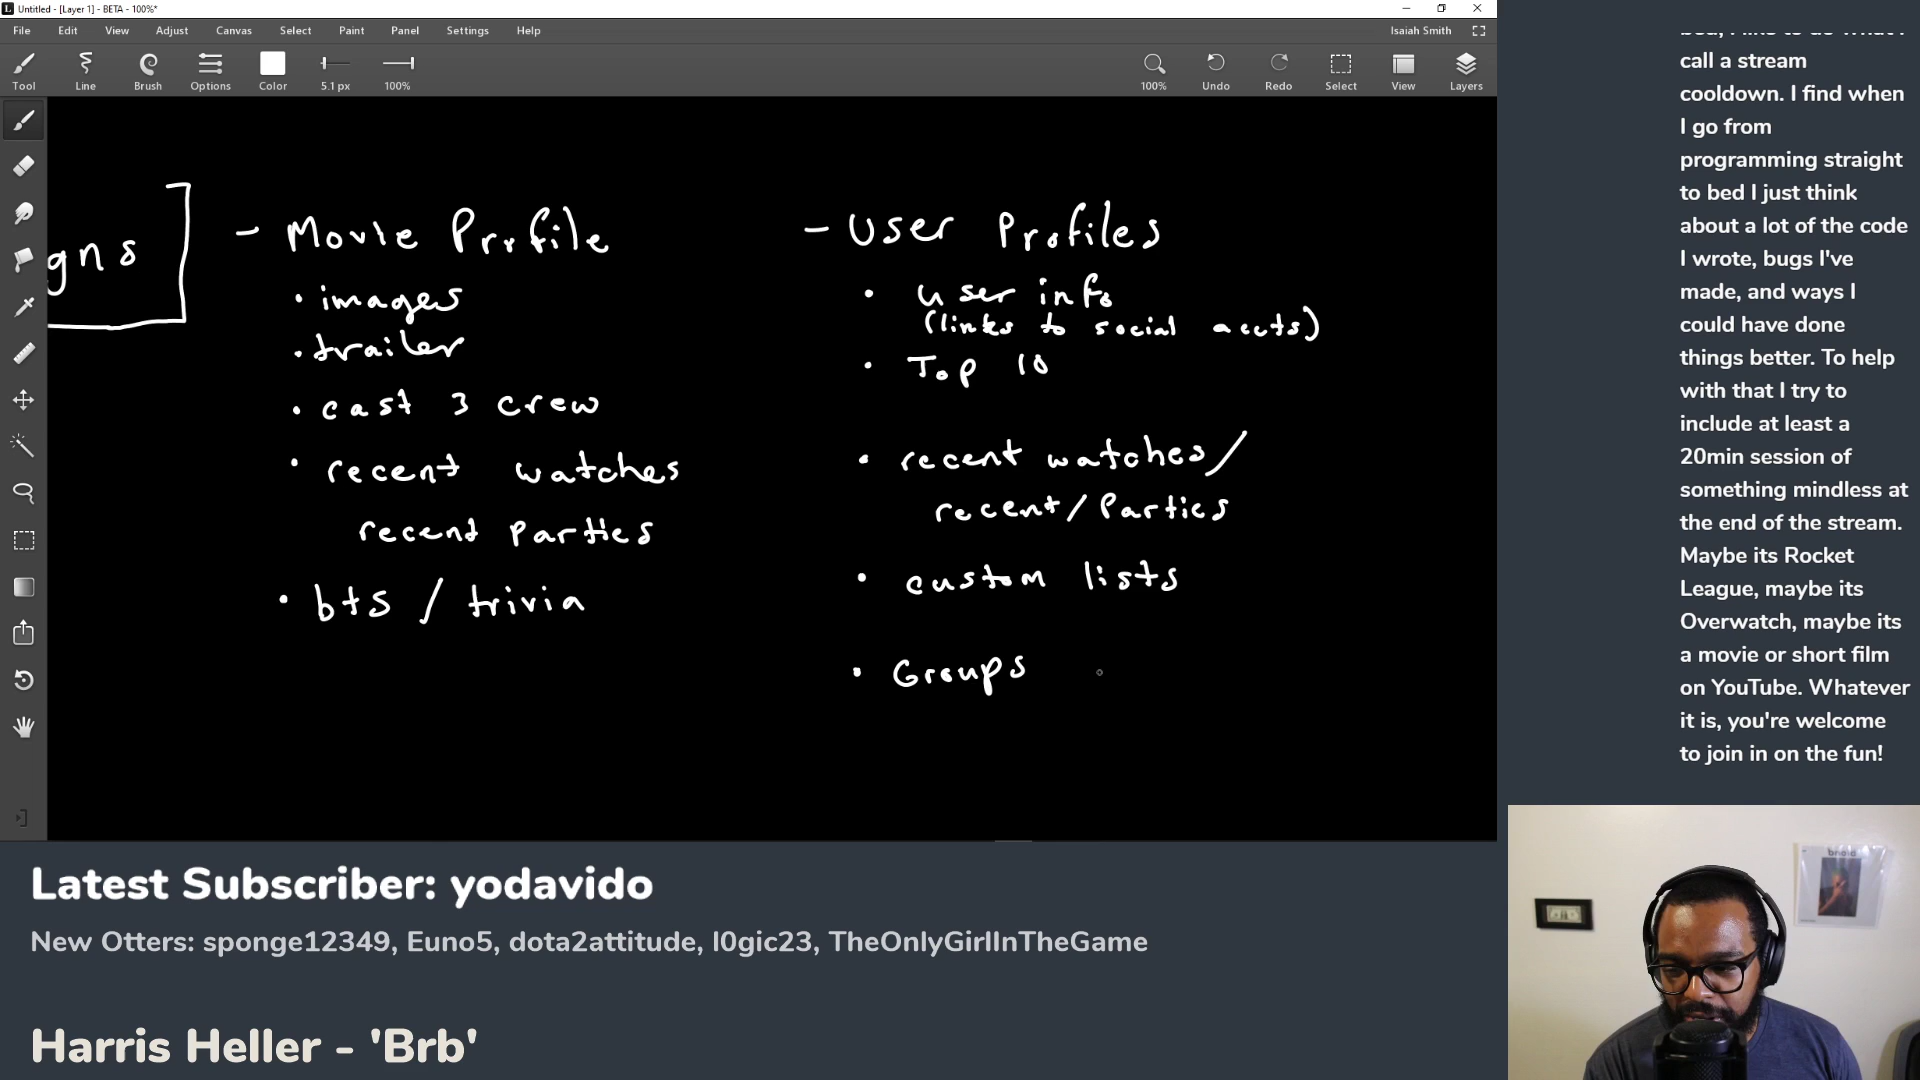 Untitled - [Layer 1] - BETA - 100%*
File Edit View Adjust Canvas Select Paint Panel Settings Help
Isaiah Smith
Tool Line Brush Options Color 5.1 px 100%
100% Undo Redo Select View Layers
gns
- Movie Profile
• images
• trailer
• cast 3 crew
• recent watches
recent parties
• bts / trivia
- User Profiles
• user info
(links to social accts)
• Top 10
• recent watches/
recent/Parties
• custom lists
• Groups
call a stream
cooldown. I find when
I go from
programming straight
to bed I just think
about a lot of the code
I wrote, bugs I've
made, and ways I
could have done
things better. To help
with that I try to
include at least a
20min session of
something mindless at
the end of the stream.
Maybe its Rocket
League, maybe its
Overwatch, maybe its
a movie or short film
on YouTube. Whatever
it is, you're welcome
to join in on the fun!
Latest Subscriber: yodavido
New Otters: sponge12349, Euno5, dota2attitude, l0gic23, TheOnlyGirlInTheGame
Harris Heller - 'Brb'